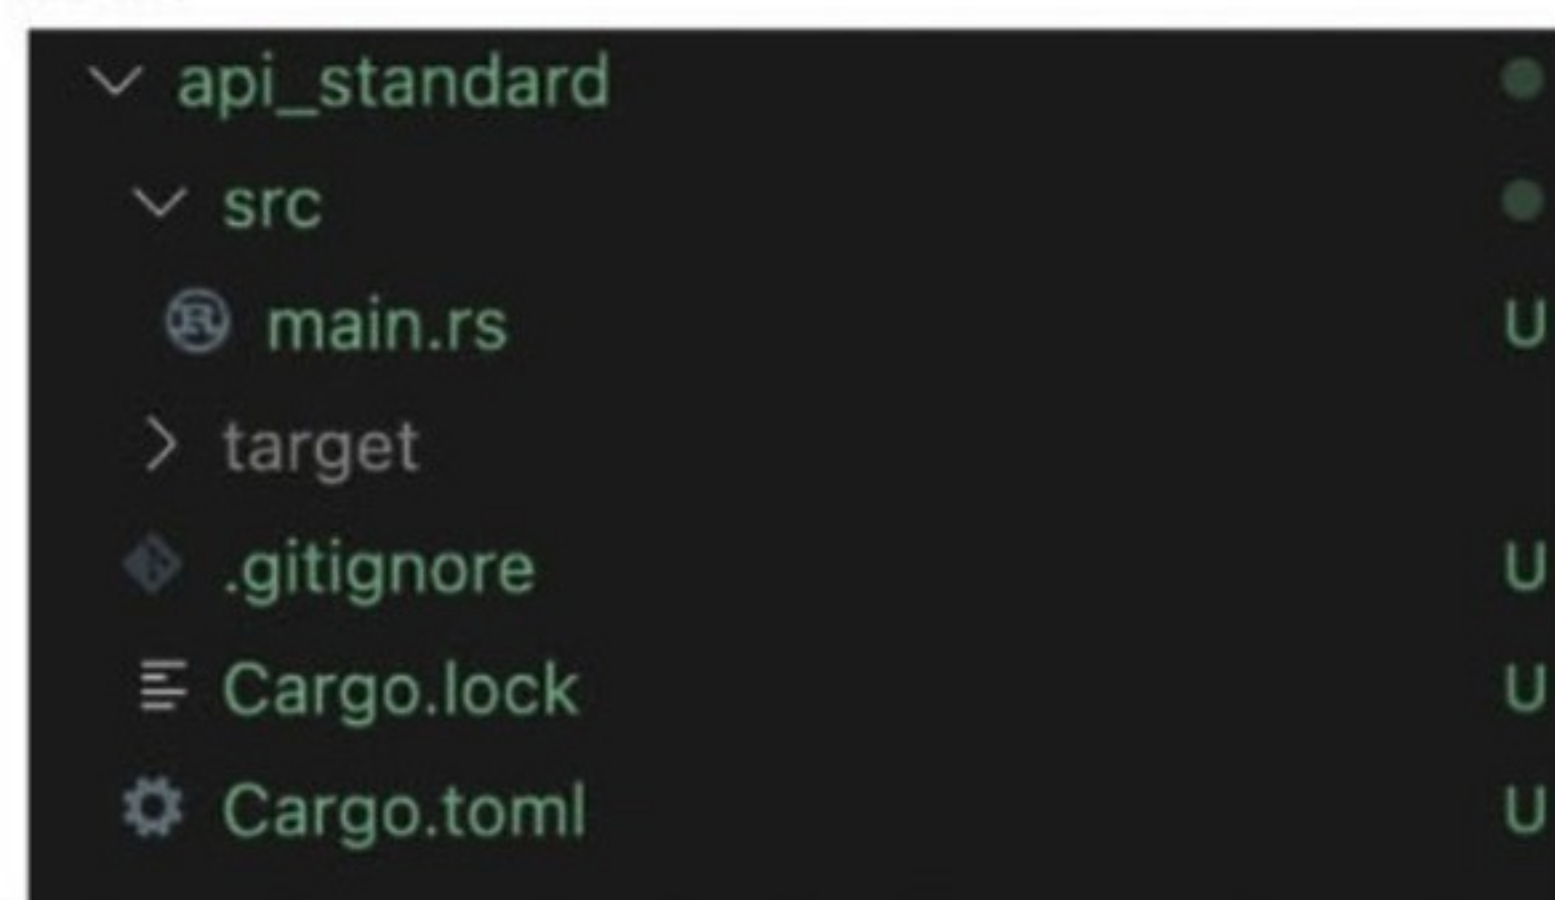 api_standard
src
main.rs U
target
.gitignore U
Cargo.lock U
Cargo.toml U